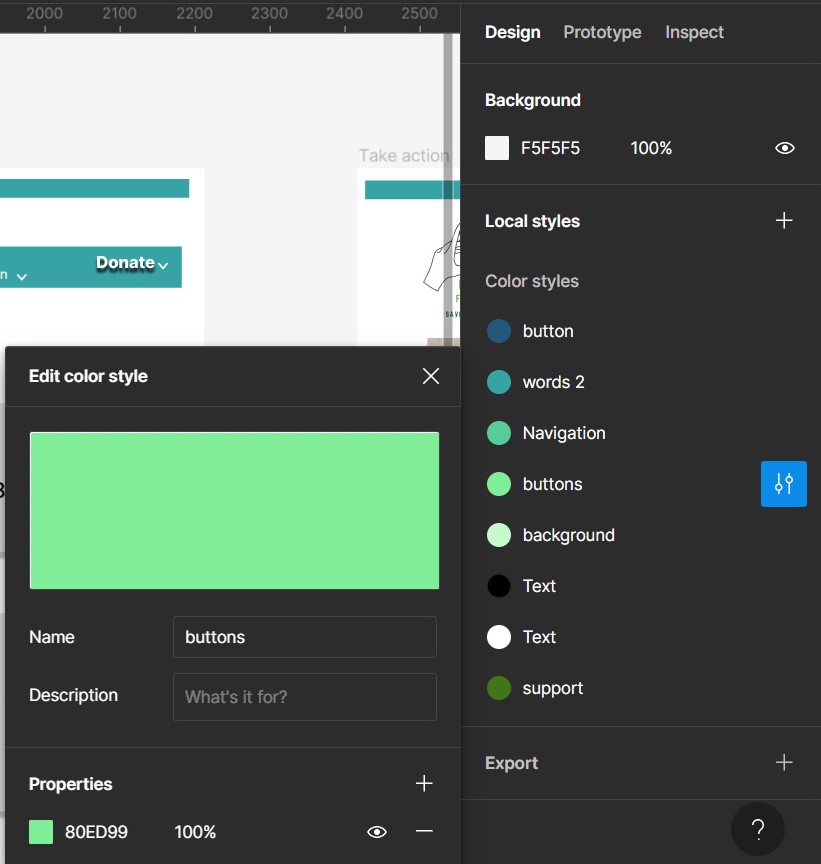 2000 2100 2200 2300 2400 2500
Design Prototype Inspect
Background
F5F5F5 100%
Take action
Local styles
Color styles
Donate
n
F
SAV
button
words 2
Navigation
buttons
background
Text
Text
support
Export
?
Edit color style
Name buttons
Description What's it for?
Properties
80ED99 100%